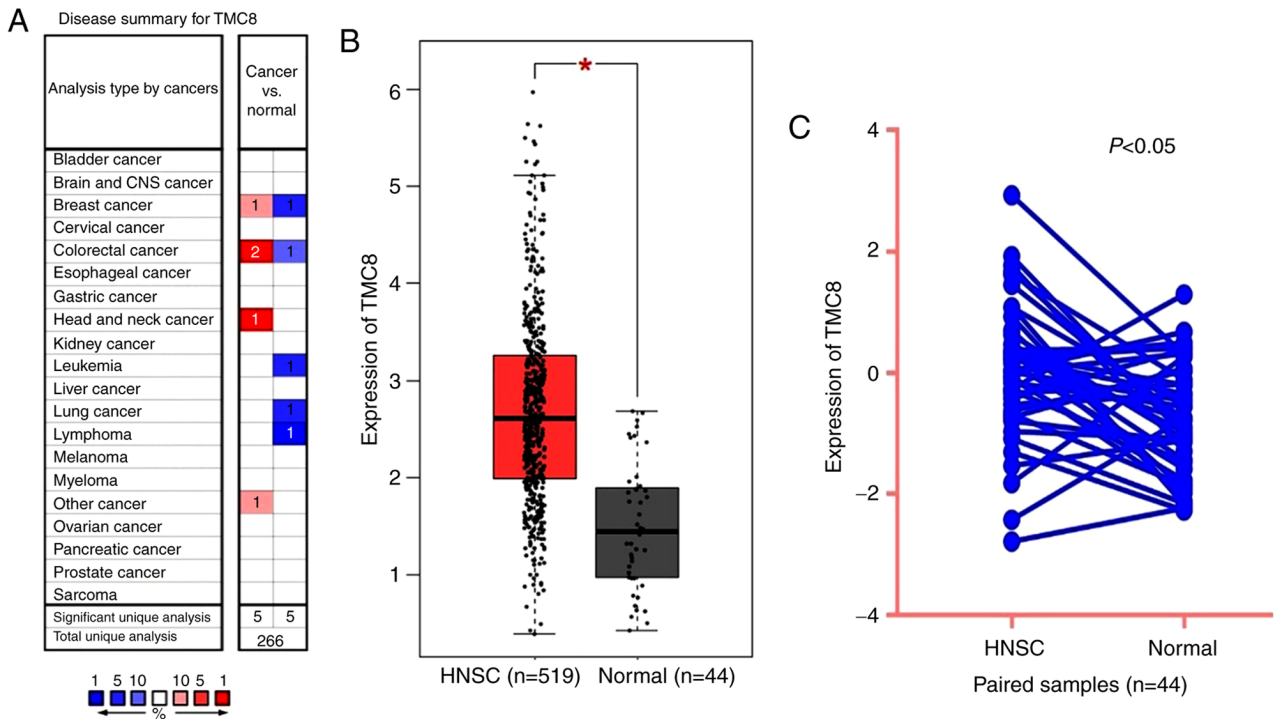 A
Disease summary for TMC8
Analysis type by cancers
Cancer
vs.
normal
Bladder cancer
Brain and CNS cancer
Breast cancer 1 1
Cervical cancer
Colorectal cancer 2 1
Esophageal cancer
Gastric cancer
Head and neck cancer 1
Kidney cancer
Leukemia 1
Liver cancer
Lung cancer 1
Lymphoma 1
Melanoma
Myeloma
Other cancer 1
Ovarian cancer
Pancreatic cancer
Prostate cancer
Sarcoma
Significant unique analysis 5 5
Total unique analysis 266
1 5 10 10 5 1
%
B
Expression of TMC8
6
5
4
3
2
1
*
HNSC (n=519) Normal (n=44)
C
P<0.05
Expression of TMC8
4
2
0
−2
−4
HNSC Normal
Paired samples (n=44)